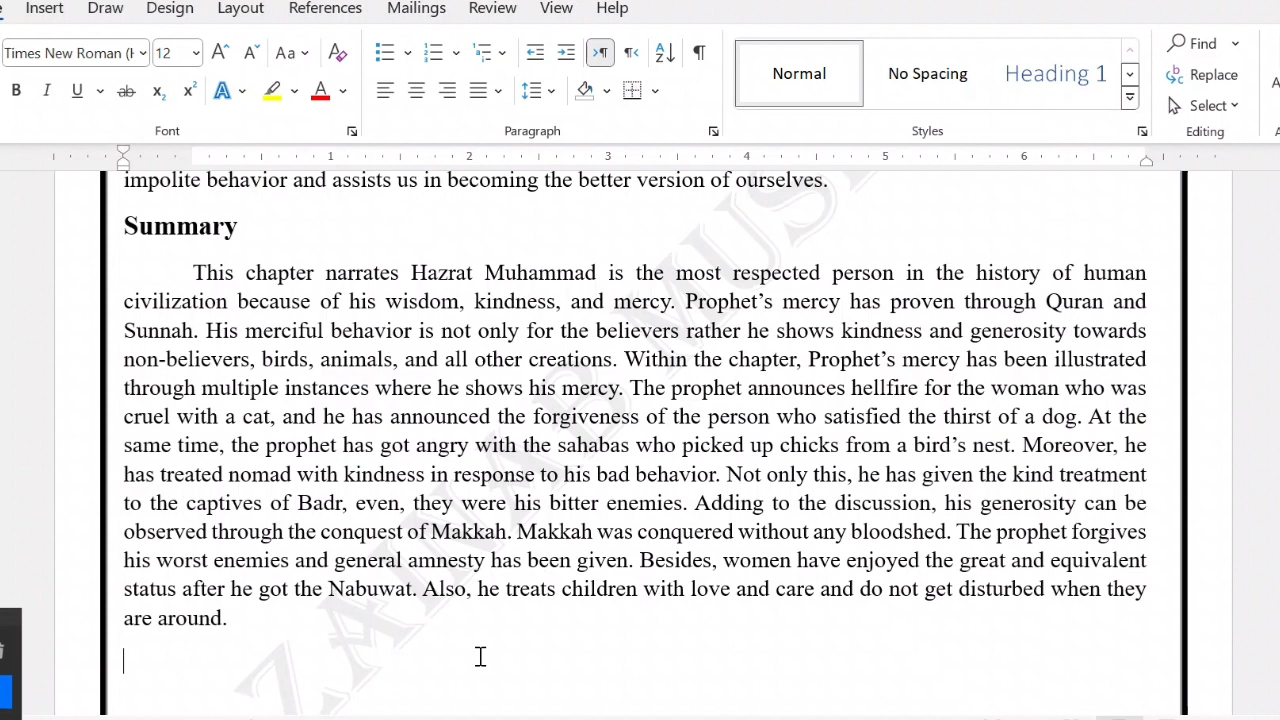 Insert Draw Design Layout References Mailings Review View Help
Times New Roman (H 12 Aa Normal No Spacing Heading 1 Find
Replace
B I U ab x2 x2 A A Select
Font Paragraph Styles Editing
1 2 3 4 5 6
impolite behavior and assists us in becoming the better version of ourselves.
Summary
This chapter narrates Hazrat Muhammad is the most respected person in the history of human
civilization because of his wisdom, kindness, and mercy. Prophet’s mercy has proven through Quran and
Sunnah. His merciful behavior is not only for the believers rather he shows kindness and generosity towards
non-believers, birds, animals, and all other creations. Within the chapter, Prophet’s mercy has been illustrated
through multiple instances where he shows his mercy. The prophet announces hellfire for the woman who was
cruel with a cat, and he has announced the forgiveness of the person who satisfied the thirst of a dog. At the
same time, the prophet has got angry with the sahabas who picked up chicks from a bird’s nest. Moreover, he
has treated nomad with kindness in response to his bad behavior. Not only this, he has given the kind treatment
to the captives of Badr, even, they were his bitter enemies. Adding to the discussion, his generosity can be
observed through the conquest of Makkah. Makkah was conquered without any bloodshed. The prophet forgives
his worst enemies and general amnesty has been given. Besides, women have enjoyed the great and equivalent
status after he got the Nabuwat. Also, he treats children with love and care and do not get disturbed when they
are around.
ZAINAB MUS